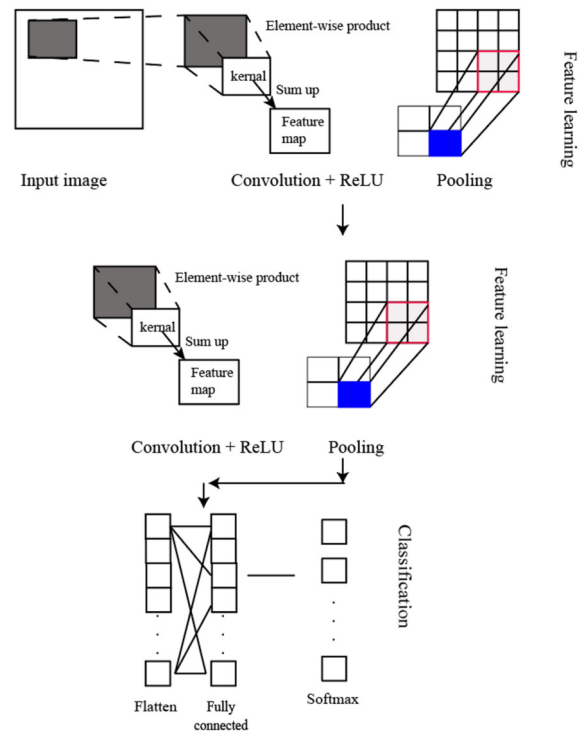 Element-wise product
kernal
Sum up
Feature
map
Feature learning
Input image
Convolution + ReLU
Pooling
Element-wise product
kernal
Sum up
Feature
map
Feature learning
Convolution + ReLU
Pooling
Classification
Flatten
Fully
connected
Softmax